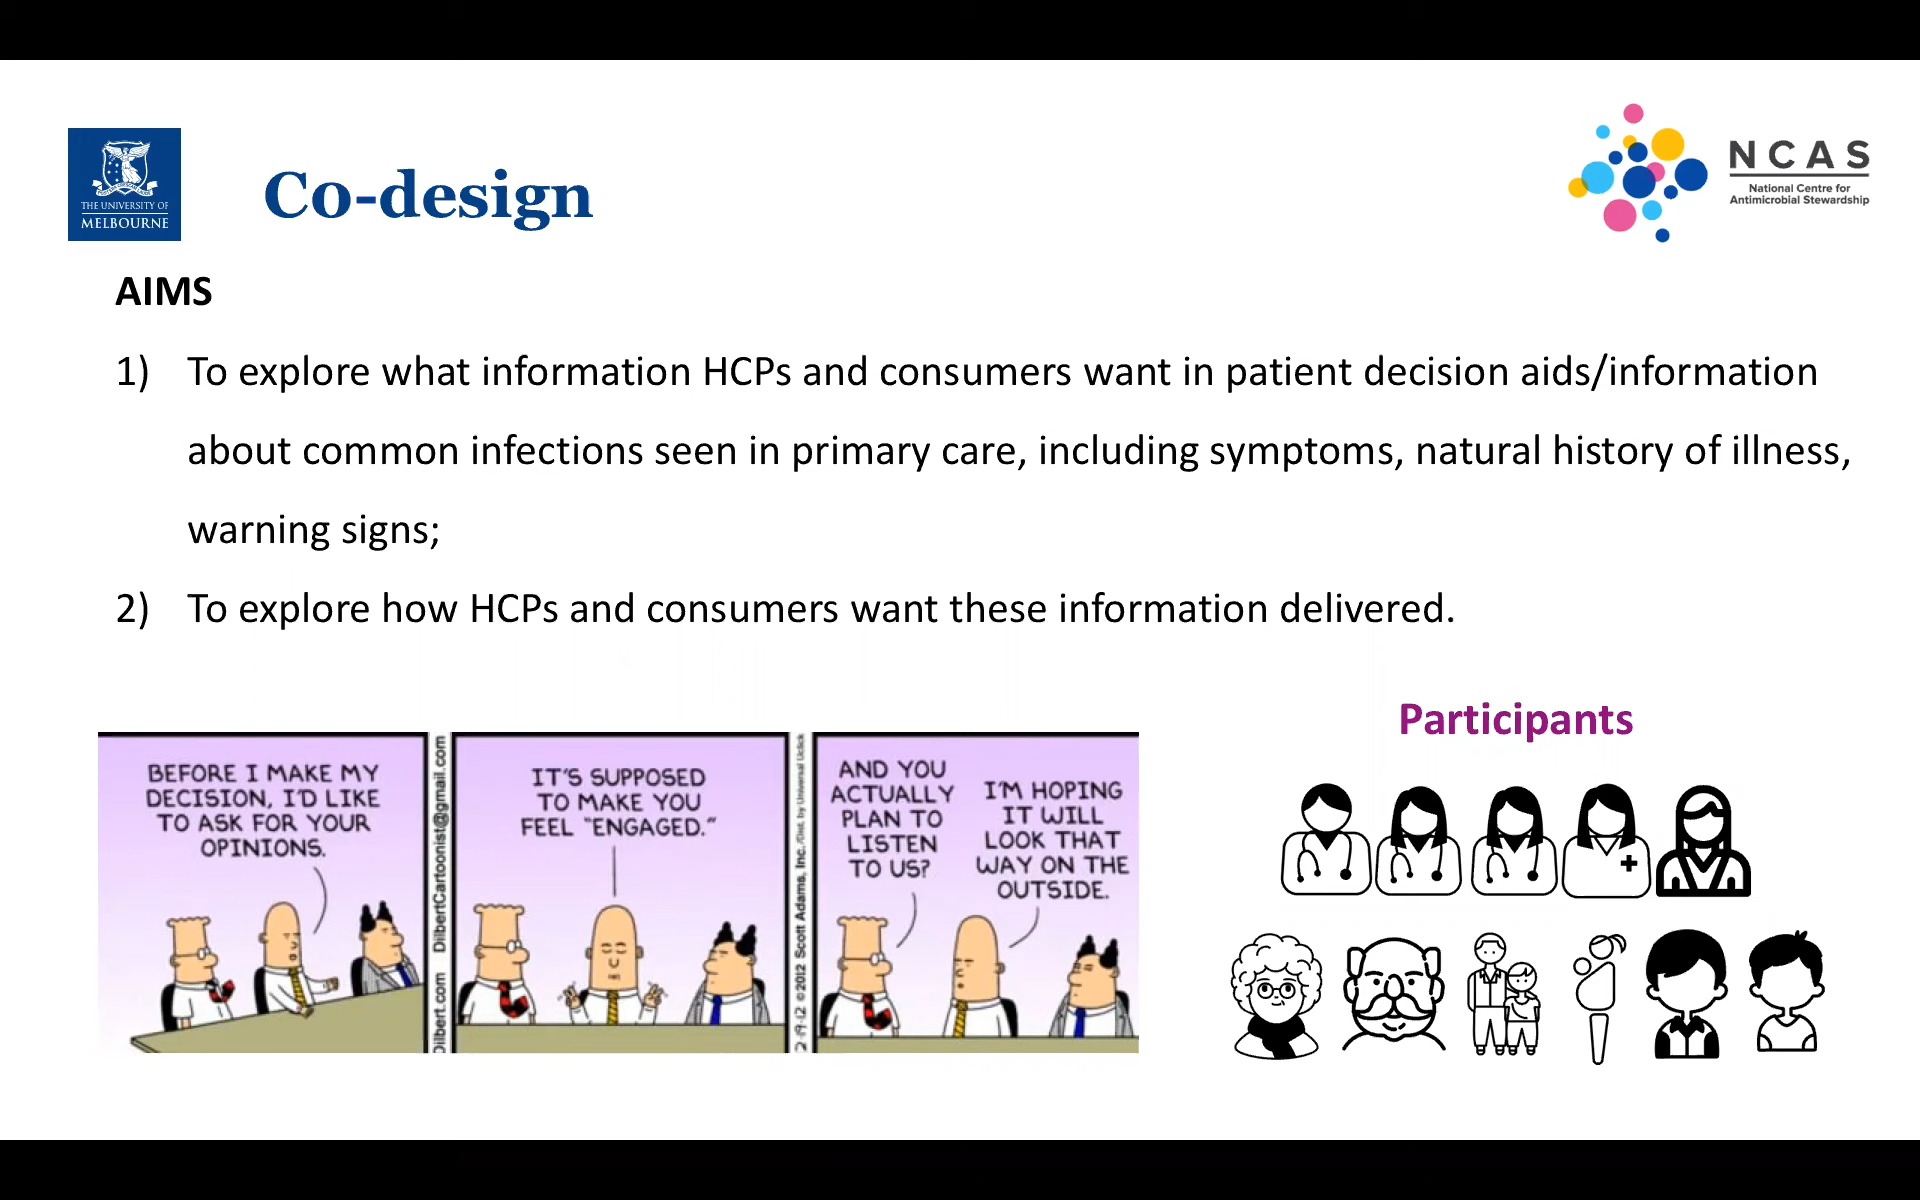 THE UNIVERSITY OF
MELBOURNE
Co-design
NCAS
National Centre for
Antimicrobial Stewardship
AIMS
1) To explore what information HCPs and consumers want in patient decision aids/information
about common infections seen in primary care, including symptoms, natural history of illness,
warning signs;
2) To explore how HCPs and consumers want these information delivered.
BEFORE I MAKE MY
DECISION, I'D LIKE
TO ASK FOR YOUR
OPINIONS.
Dilbert.com DilbertCartoonist@gmail.com
IT'S SUPPOSED
TO MAKE YOU
FEEL "ENGAGED."
2-19-12 ©2012 Scott Adams, Inc./Dist. by Universal Uclick
AND YOU
ACTUALLY
PLAN TO
LISTEN
TO US?
I'M HOPING
IT WILL
LOOK THAT
WAY ON THE
OUTSIDE.
Participants